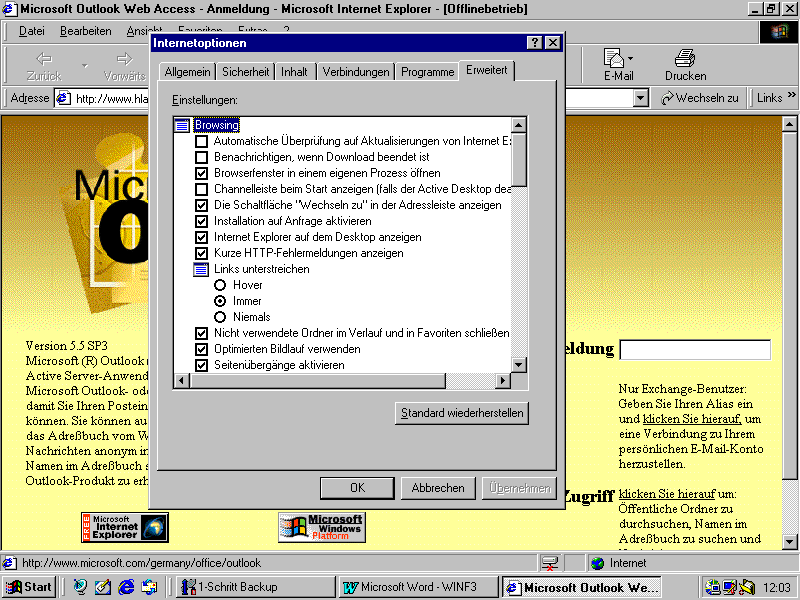 Microsoft Outlook Web Access - Anmeldung - Microsoft Internet Explorer - [Offlinebetrieb]
Datei Bearbeiten Ansicht Favoriten Extras ?
Zurück Vorwärts E-Mail Drucken
Adresse http://www.hla Wechseln zu Links »
Internetoptionen
Allgemein Sicherheit Inhalt Verbindungen Programme Erweitert
Einstellungen:
Browsing
Automatische Überprüfung auf Aktualisierungen von Internet E
Benachrichtigen, wenn Download beendet ist
Browserfenster in einem eigenen Prozess öffnen
Channelleiste beim Start anzeigen (falls der Active Desktop dea
Die Schaltfläche "Wechseln zu" in der Adressleiste anzeigen
Installation auf Anfrage aktivieren
Internet Explorer auf dem Desktop anzeigen
Kurze HTTP-Fehlermeldungen anzeigen
Links unterstreichen
Hover
Immer
Niemals
Nicht verwendete Ordner im Verlauf und in Favoriten schließen
Optimierten Bildlauf verwenden
Seitenübergänge aktivieren
Standard wiederherstellen
OK Abbrechen Übernehmen
Mic
O
Version 5.5 SP3
Microsoft (R) Outlook
Active Server-Anwend
Microsoft Outlook- od
damit Sie Ihren Postein
können. Sie können au
das Adreßbuch vom W
Nachrichten anonym in
Namen im Adreßbuch s
Outlook-Produkt zu erh
eldung
Nur Exchange-Benutzer:
Geben Sie Ihren Alias ein
und klicken Sie hierauf, um
eine Verbindung zu Ihrem
persönlichen E-Mail-Konto
herzustellen.
Zugriff klicken Sie hierauf um:
Öffentliche Ordner zu
durchsuchen, Namen im
Adreßbuch zu suchen und
FREE Microsoft Internet Explorer
Microsoft Windows Platform
http://www.microsoft.com/germany/office/outlook Internet
Start 1-Schritt Backup Microsoft Word - WINF3 Microsoft Outlook We... 12:03